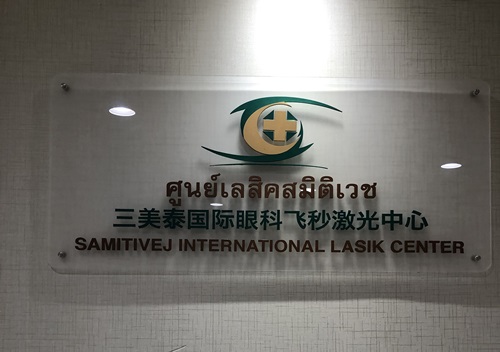 ศูนย์เลสิคสมิติเวช
三美泰国际眼科飞秒激光中心
SAMITIVEJ INTERNATIONAL LASIK CENTER